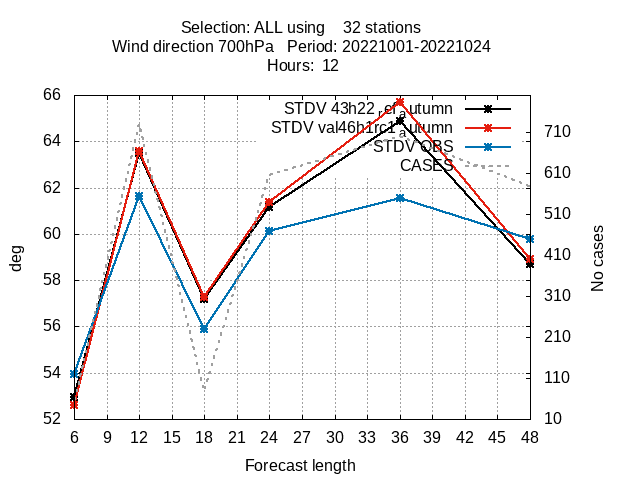 Selection: ALL using 32 stations
Wind direction 700hPa Period: 20221001-20221024
Hours: 12
66
64
62
60
58
56
54
52
deg
STDV 43h22_era_autumn
STDV val46h1rc1_autumn
STDV OBS
CASES
710
610
510
410
310
210
110
10
No cases
6 9 12 15 18 21 24 27 30 33 36 39 42 45 48
Forecast length